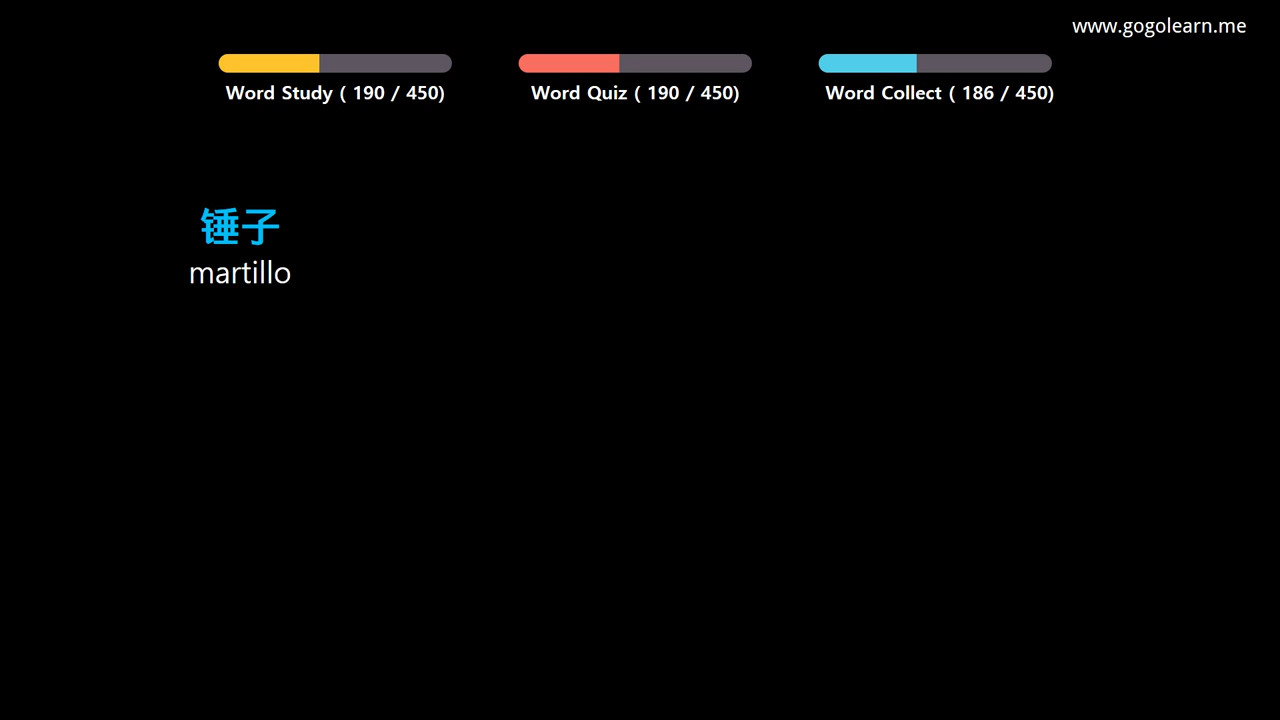 www.gogolearn.me
Word Study ( 190 / 450)
Word Quiz ( 190 / 450)
Word Collect ( 186 / 450)
锤子
martillo